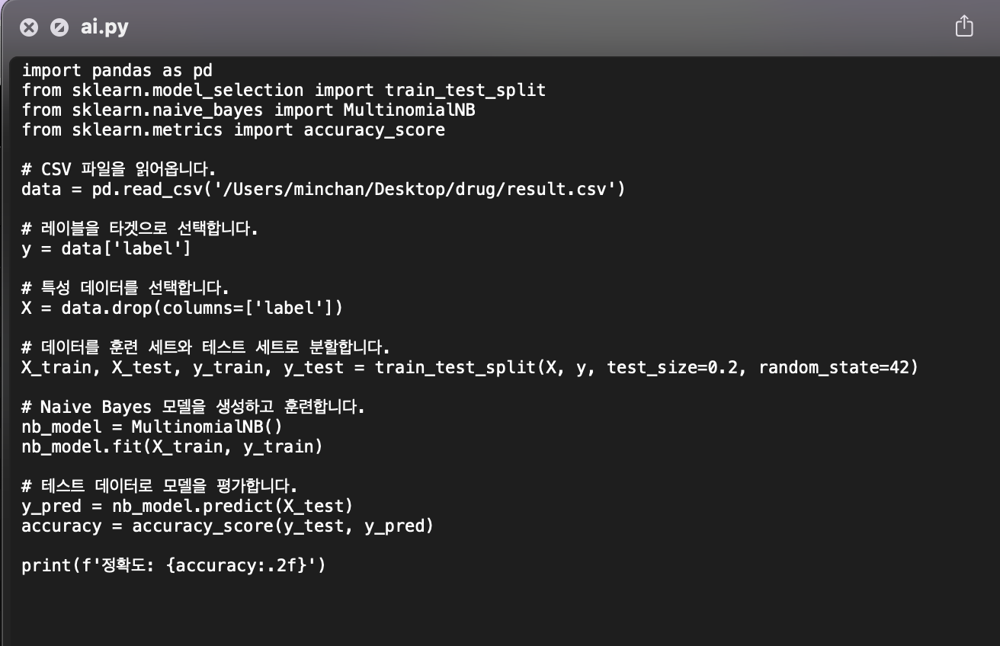 ai.py
import pandas as pd
from sklearn.model_selection import train_test_split
from sklearn.naive_bayes import MultinomialNB
from sklearn.metrics import accuracy_score
# CSV 파일을 읽어옵니다.
data = pd.read_csv('/Users/minchan/Desktop/drug/result.csv')
# 레이블을 타겟으로 선택합니다.
y = data['label']
# 특성 데이터를 선택합니다.
X = data.drop(columns=['label'])
# 데이터를 훈련 세트와 테스트 세트로 분할합니다.
X_train, X_test, y_train, y_test = train_test_split(X, y, test_size=0.2, random_state=42)
# Naive Bayes 모델을 생성하고 훈련합니다.
nb_model = MultinomialNB()
nb_model.fit(X_train, y_train)
# 테스트 데이터로 모델을 평가합니다.
y_pred = nb_model.predict(X_test)
accuracy = accuracy_score(y_test, y_pred)
print(f'정확도: {accuracy:.2f}')